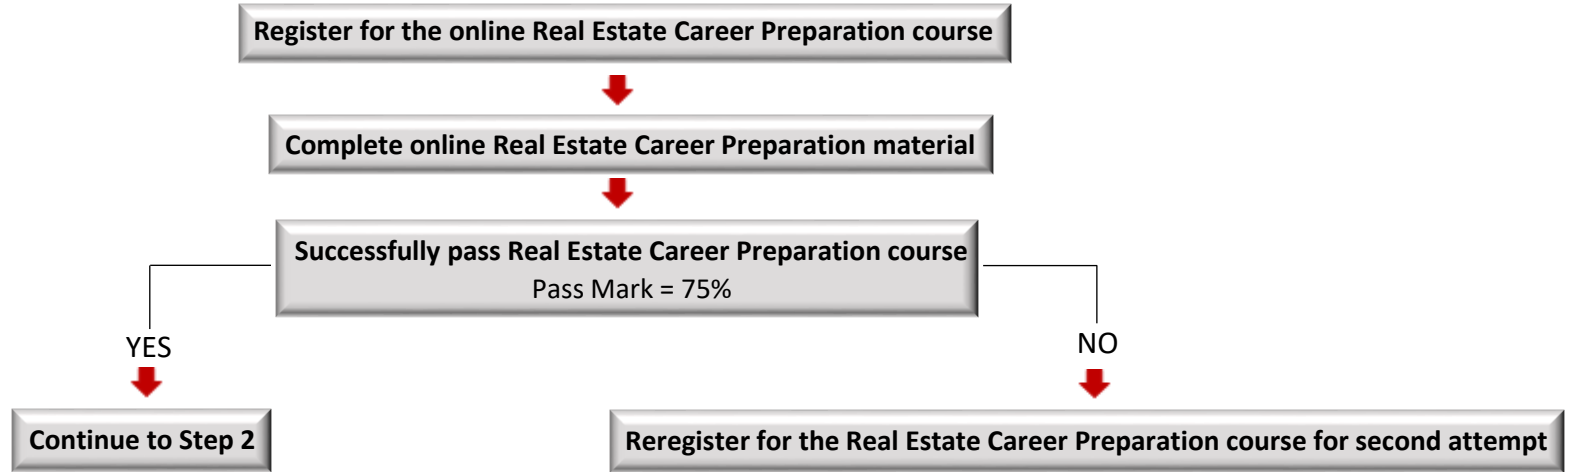 Register for the online Real Estate Career Preparation course
Complete online Real Estate Career Preparation material
Successfully pass Real Estate Career Preparation course
Pass Mark = 75%
YES
NO
Continue to Step 2
Reregister for the Real Estate Career Preparation course for second attempt